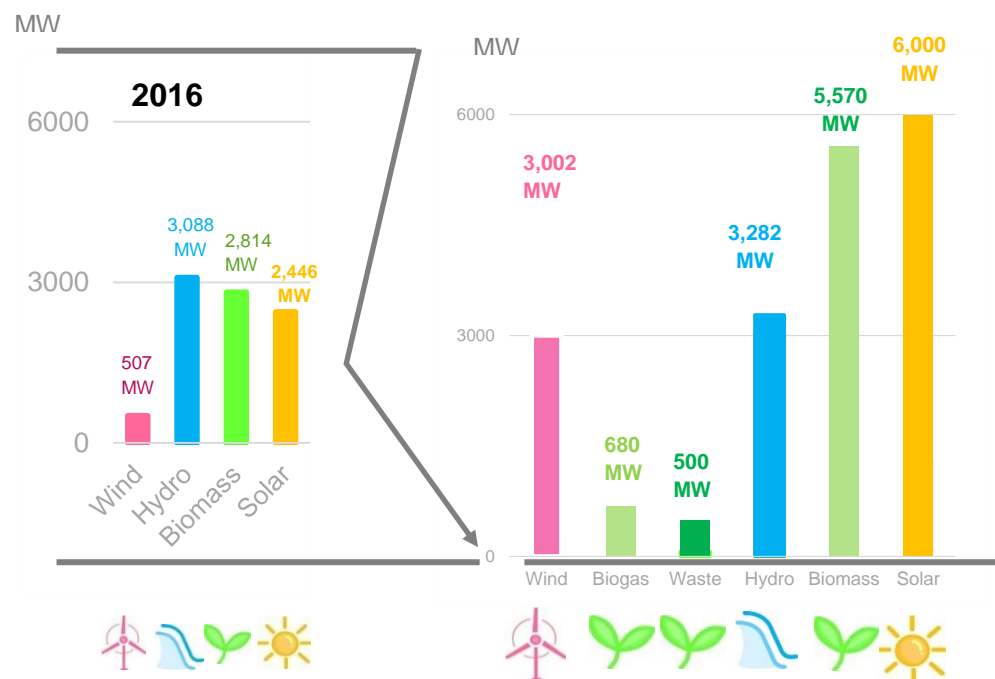 MW
2016
6000
3000
0
507
MW
3,088
MW
2,814
MW
2,446
MW
Wind
Hydro
Biomass
Solar
MW
6000
3000
0
3,002
MW
680
MW
500
MW
3,282
MW
5,570
MW
6,000
MW
Wind
Biogas
Waste
Hydro
Biomass
Solar